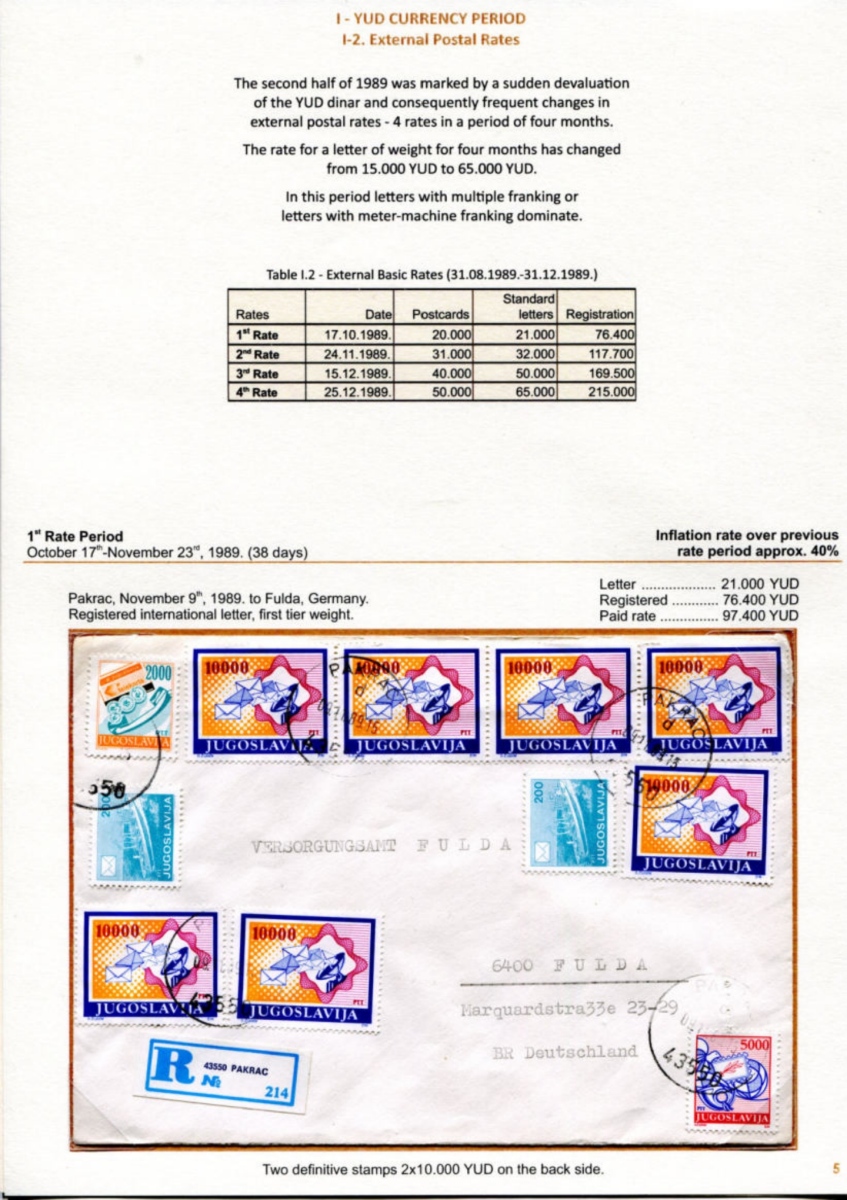 I - YUD CURRENCY PERIOD
I-2. External Postal Rates
The second half of 1989 was marked by a sudden devaluation
of the YUD dinar and consequently frequent changes in
external postal rates - 4 rates in a period of four months.
The rate for a letter of weight for four months has changed
from 15.000 YUD to 65.000 YUD.
In this period letters with multiple franking or
letters with meter-machine franking dominate.
Table I.2 - External Basic Rates (31.08.1989.-31.12.1989.)
Rates Date Postcards Standard letters Registration
1st Rate 17.10.1989. 20.000 21.000 76.400
2nd Rate 24.11.1989. 31.000 32.000 117.700
3rd Rate 15.12.1989. 40.000 50.000 169.500
4th Rate 25.12.1989. 50.000 65.000 215.000
1st Rate Period
October 17th-November 23rd, 1989. (38 days)
Inflation rate over previous
rate period approx. 40%
Pakrac, November 9th, 1989. to Fulda, Germany.
Registered international letter, first tier weight.
Letter ................... 21.000 YUD
Registered ............ 76.400 YUD
Paid rate ............... 97.400 YUD
2000
PTT
JUGOSLAVIJA
10000
PTT
JUGOSLAVIJA
10000
JUGOSLAVIJA
10000
PTT
JUGOSLAVIJA
10000
PTT
JUGOSLAVIJA
PAKRAC
d
PAKRAC
d
550
200
JUGOSLAVIJA
200
JUGOSLAVIJA
10000
PTT
JUGOSLAVIJA
VERSORGUNGSAMT FULDA
10000
PTT
JUGOSLAVIJA
10000
PTT
JUGOSLAVIJA
43550
6400 FULDA
Marquardstra33e 23-29
BR Deutschland
43550
5000
PTT
JUGOSLAVIJA
R
43550 PAKRAC
№
214
Two definitive stamps 2x10.000 YUD on the back side.
5